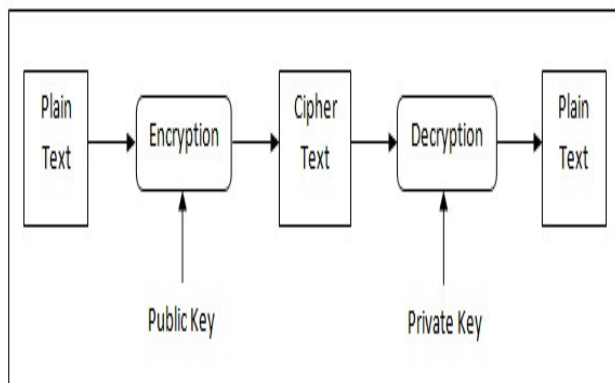 Plain
Text
Encryption
Cipher
Text
Decryption
Plain
Text
Public Key
Private Key